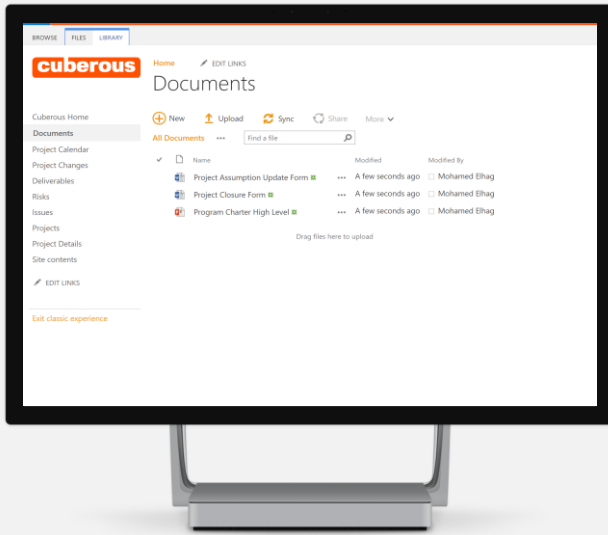 BROWSE FILES LIBRARY
cuberous
Home EDIT LINKS
Documents
Cuberous Home
Documents
Project Calendar
Project Changes
Deliverables
Risks
Issues
Projects
Project Details
Site contents
EDIT LINKS
Exit classic experience
New Upload Sync Share More
All Documents ... Find a file
Name Modified Modified By
Project Assumption Update Form ... A few seconds ago Mohamed Elhag
Project Closure Form ... A few seconds ago Mohamed Elhag
Program Charter High Level ... A few seconds ago Mohamed Elhag
Drag files here to upload